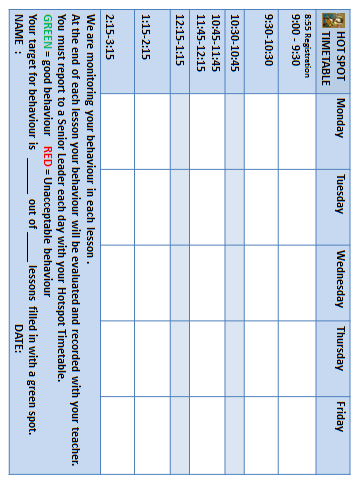 HOT SPOT TIMETABLE
Monday
Tuesday
Wednesday
Thursday
Friday
8:55 Registration
9:00 - 9:30
9:30-10:30
10:30-10:45
10:45-11:45
11:45-12:15
12:15-1:15
1:15-2:15
2:15-3:15
We are monitoring your behaviour in each lesson .
At the end of each lesson your behaviour will be evaluated and recorded with your teacher.
You must report to a Senior Leader each day with your Hotspot Timetable.
GREEN = good behaviour RED = Unacceptable behaviour
Your target for behaviour is ______ out of ______ lessons filled in with a green spot.
NAME : DATE: